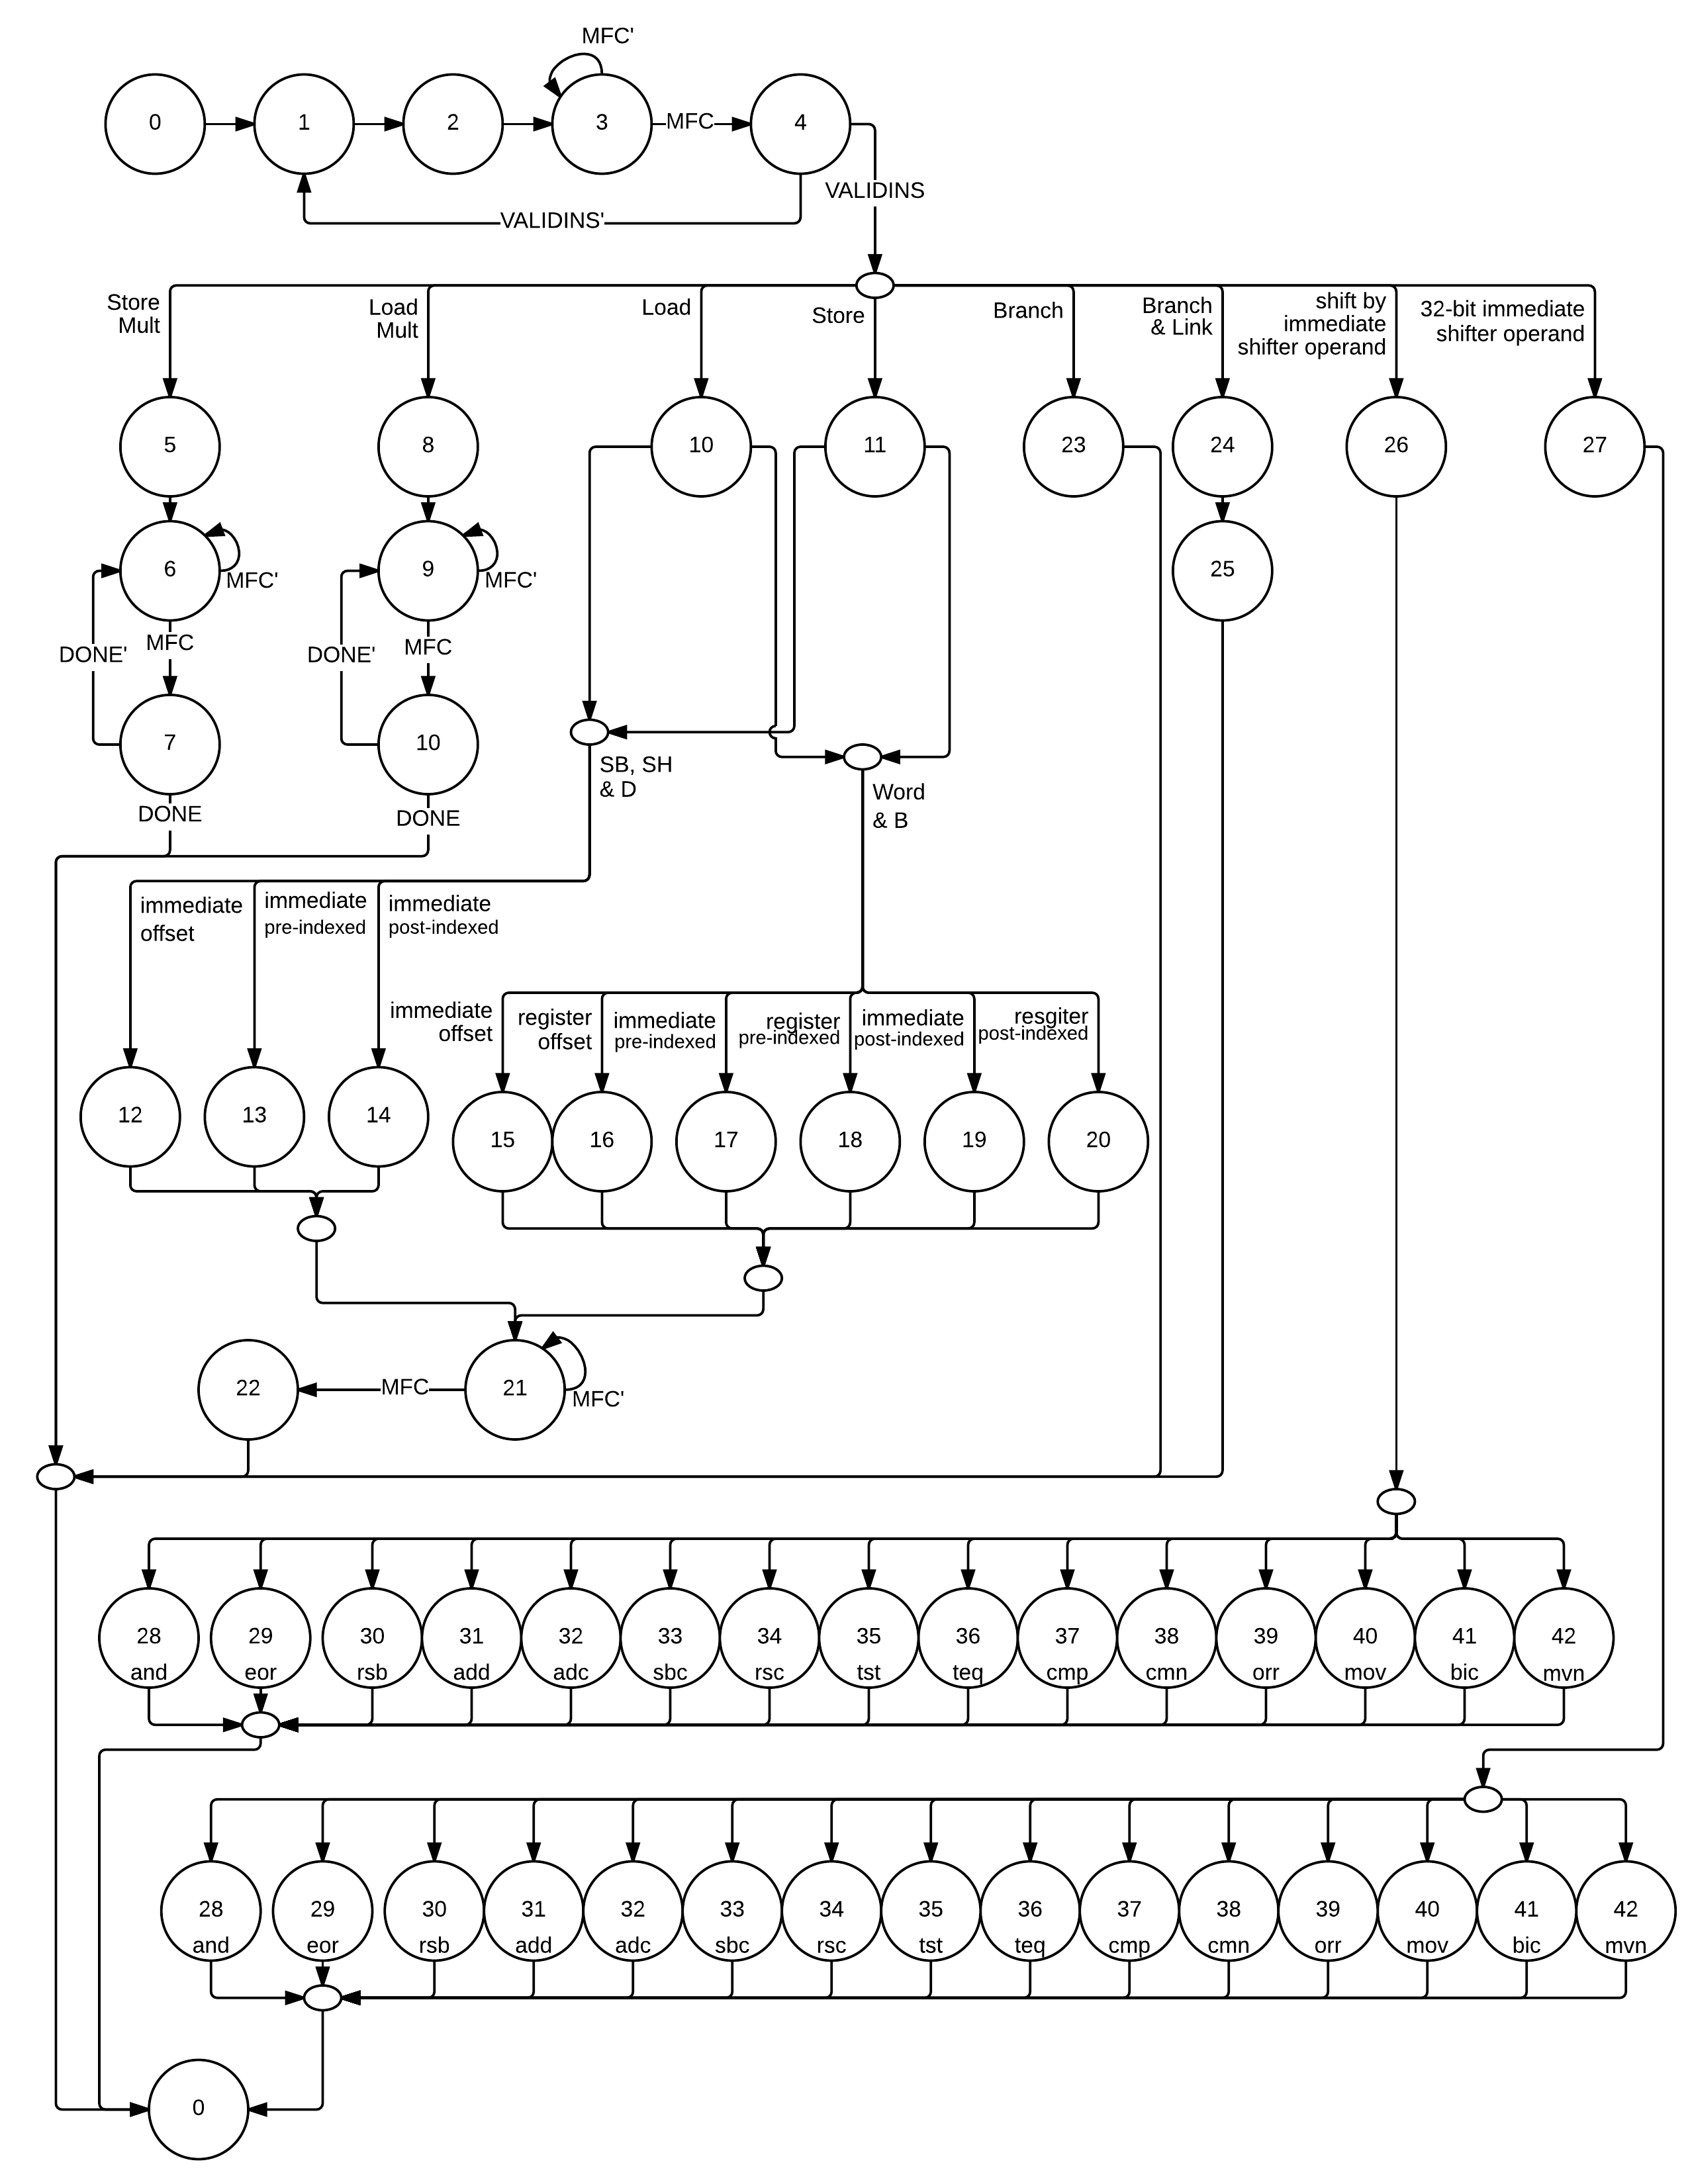 MFC'
0
1
2
3
MFC
4
VALIDINS
VALIDINS'
Store
Mult
Load
Mult
Load
Store
Branch
Branch
& Link
shift by
immediate
shifter operand
32-bit immediate
shifter operand
5
8
10
11
23
24
26
27
6
MFC'
9
MFC'
25
DONE'
MFC
DONE'
MFC
7
10
SB, SH
& D
Word
& B
DONE
DONE
immediate
offset
immediate
pre-indexed
immediate
post-indexed
immediate
offset
register
offset
immediate
pre-indexed
register
pre-indexed
immediate
post-indexed
resgiter
post-indexed
12
13
14
15
16
17
18
19
20
22
MFC
21
MFC'
28
and
29
eor
30
rsb
31
add
32
adc
33
sbc
34
rsc
35
tst
36
teq
37
cmp
38
cmn
39
orr
40
mov
41
bic
42
mvn
28
and
29
eor
30
rsb
31
add
32
adc
33
sbc
34
rsc
35
tst
36
teq
37
cmp
38
cmn
39
orr
40
mov
41
bic
42
mvn
0